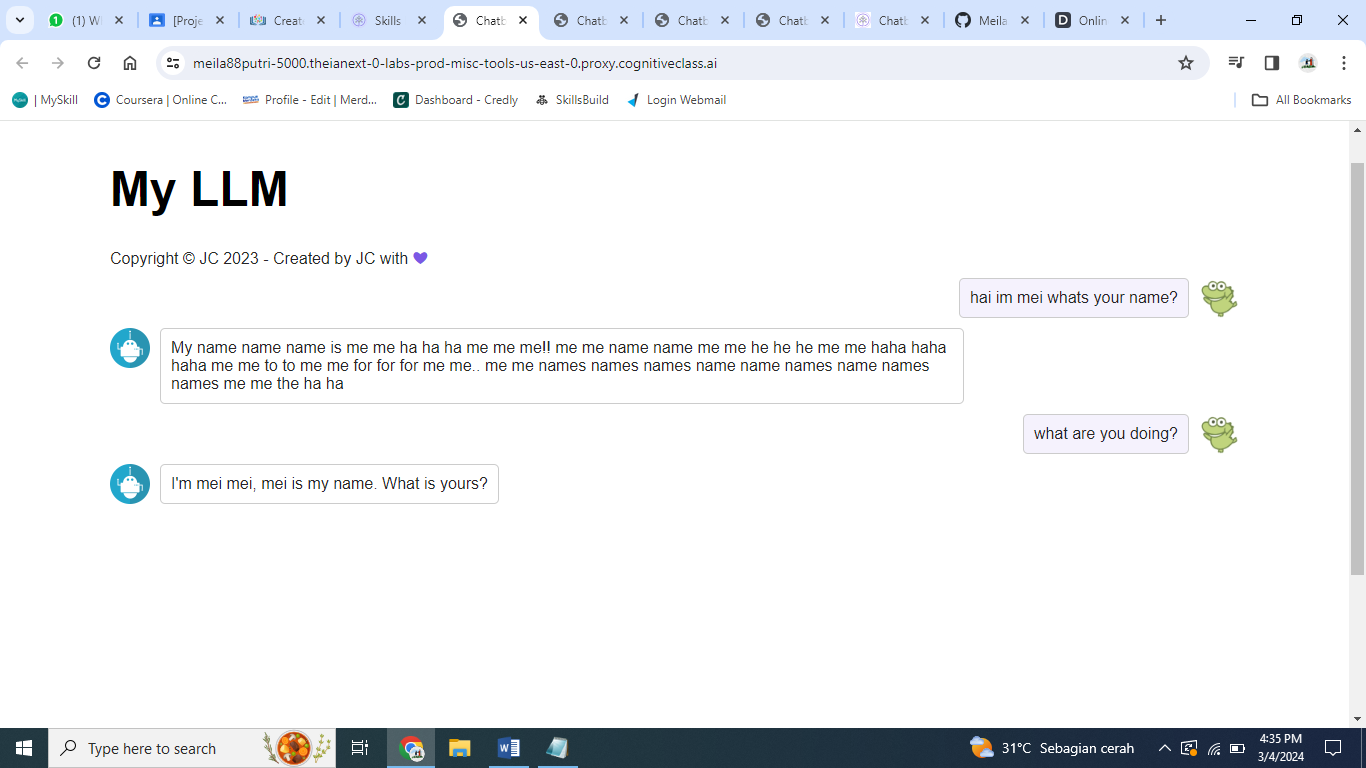 (1) W
[Proje
Create
Skills
Chatb
Chatb
Chatb
Chatb
Chatb
Meila
Onlin
meila88putri-5000.theianext-0-labs-prod-misc-tools-us-east-0.proxy.cognitiveclass.ai
| MySkill
Coursera | Online C...
Profile - Edit | Merd...
Dashboard - Credly
SkillsBuild
Login Webmail
All Bookmarks
My LLM
Copyright © JC 2023 - Created by JC with 💜
hai im mei whats your name?
My name name name is me me ha ha ha me me me!! me me name name me me he he he me me haha haha
haha me me to to me me for for for me me.. me me names names names name name names name names
names me me the ha ha
what are you doing?
I'm mei mei, mei is my name. What is yours?
Type here to search
31°C Sebagian cerah
4:35 PM
3/4/2024